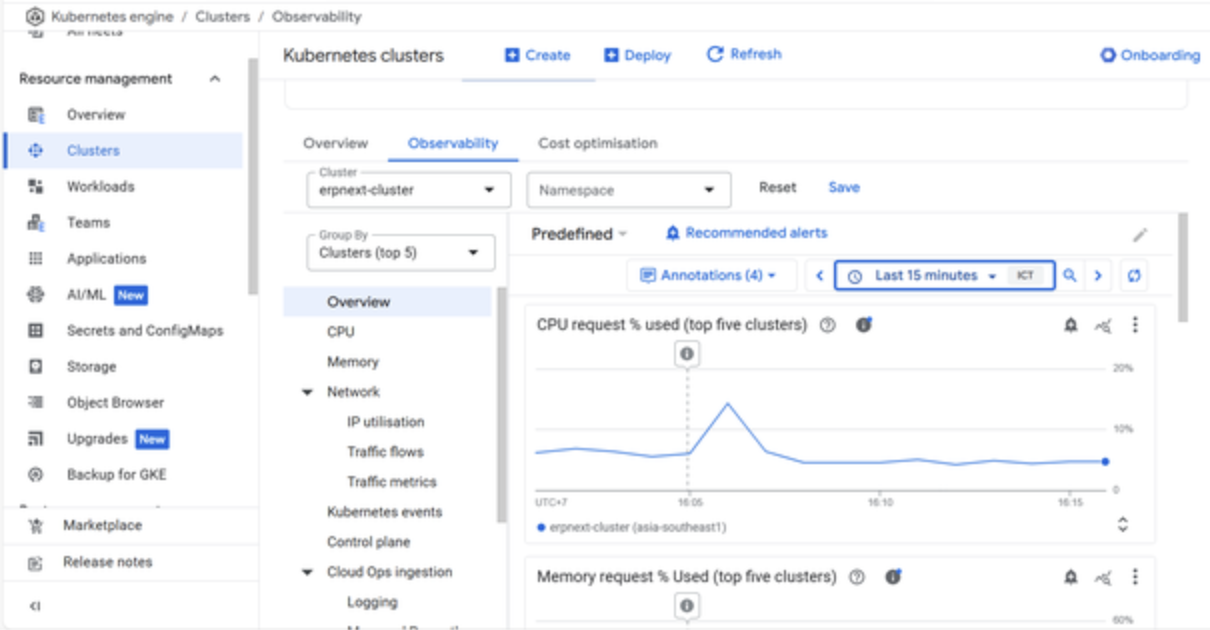 Kubernetes engine / Clusters / Observability
All fleets
Resource management
Overview
Clusters
Workloads
Teams
Applications
AI/ML New
Secrets and ConfigMaps
Storage
Object Browser
Upgrades New
Backup for GKE
Marketplace
Release notes
Kubernetes clusters
Create
Deploy
Refresh
Onboarding
Overview
Observability
Cost optimisation
Cluster
erpnext-cluster
Namespace
Reset
Save
Group By
Clusters (top 5)
Overview
CPU
Memory
Network
IP utilisation
Traffic flows
Traffic metrics
Kubernetes events
Control plane
Cloud Ops ingestion
Logging
Predefined
Recommended alerts
Annotations (4)
Last 15 minutes
ICT
CPU request % used (top five clusters)
20%
10%
0
UTC+7
16:05
16:10
16:15
erpnext-cluster (asia-southeast1)
Memory request % Used (top five clusters)
60%